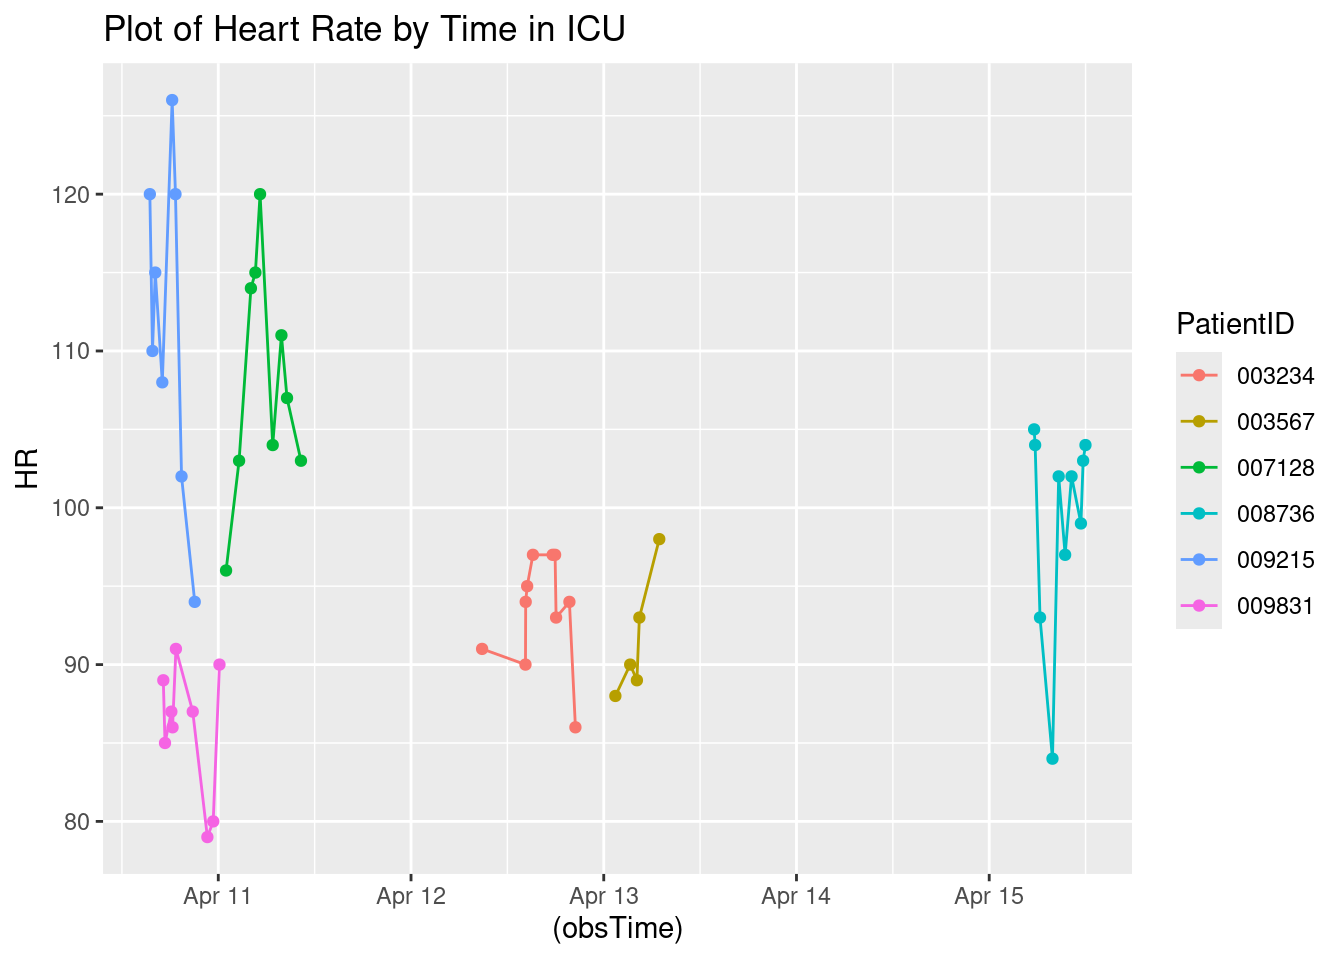 Plot of Heart Rate by Time in ICU
HR
120
110
100
90
80
Apr 11
Apr 12
Apr 13
Apr 14
Apr 15
(obsTime)
PatientID
003234
003567
007128
008736
009215
009831